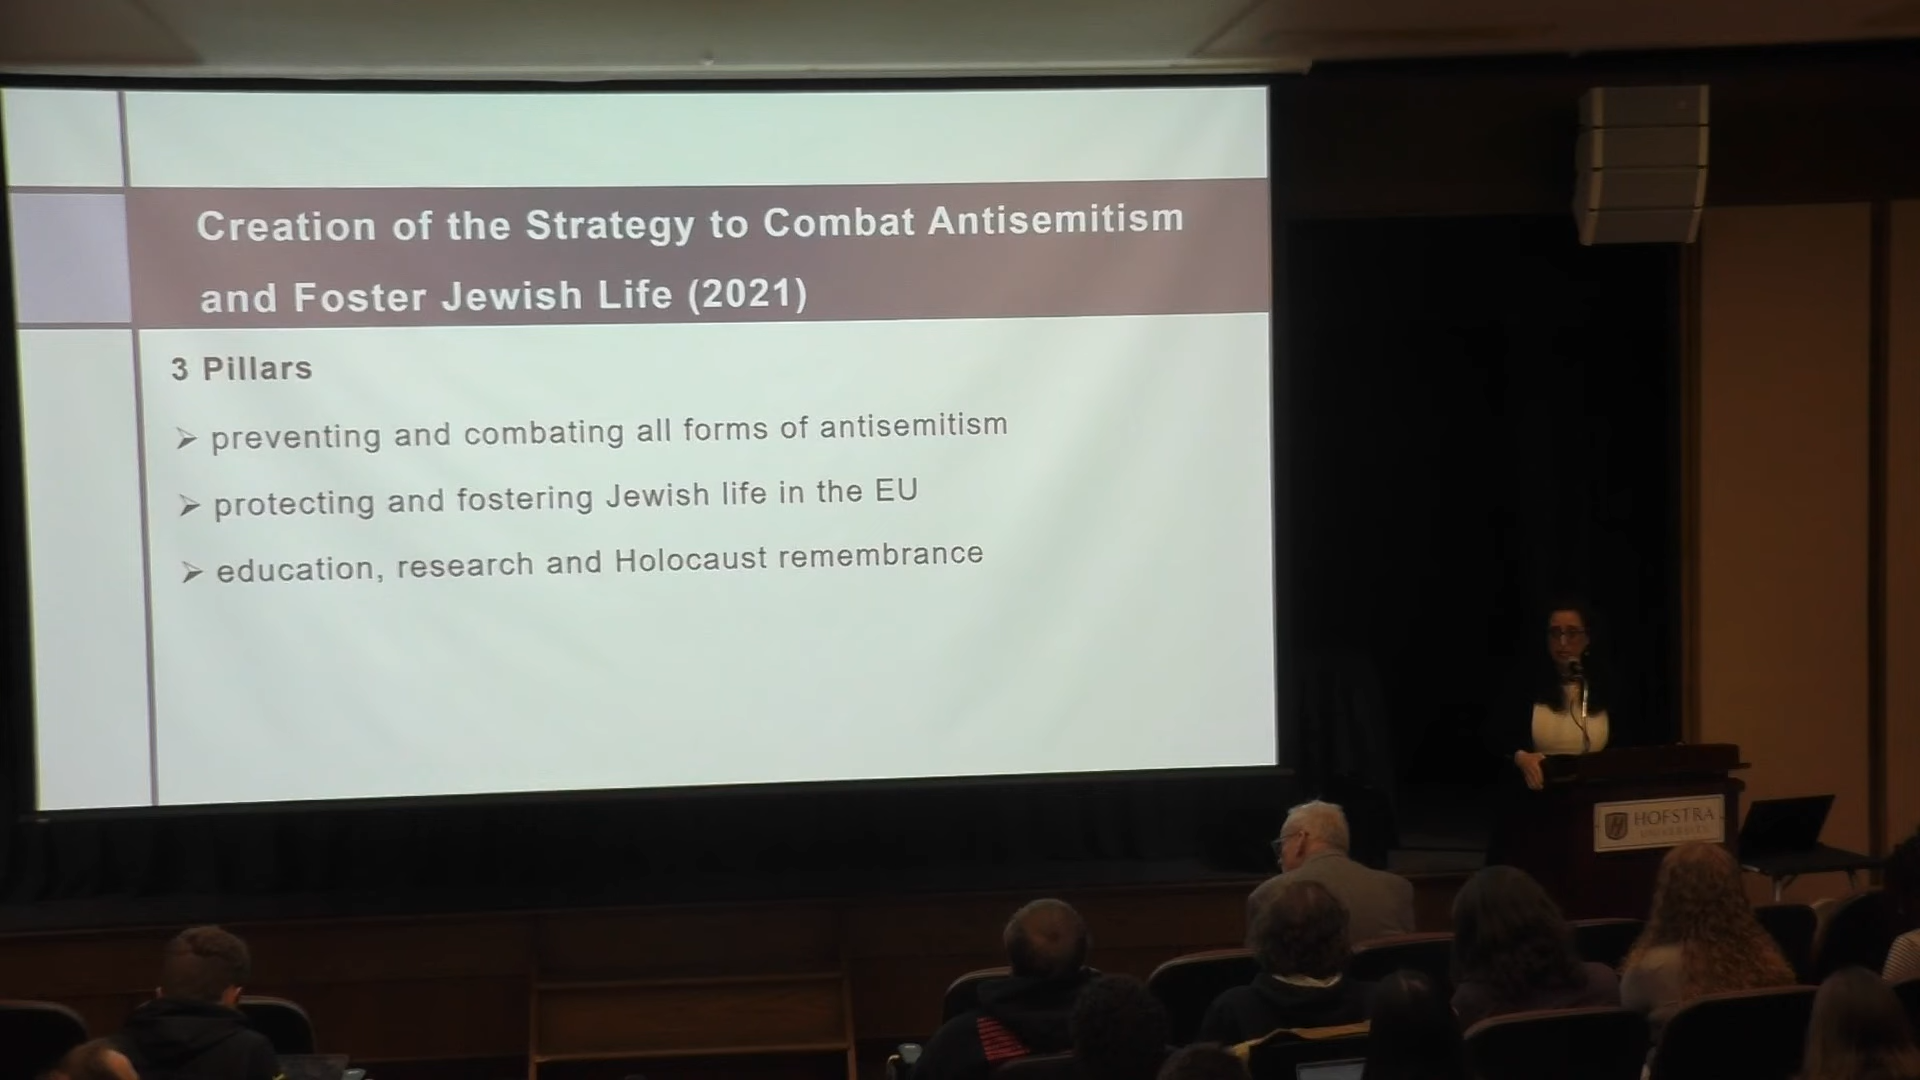 Creation of the Strategy to Combat Antisemitism
and Foster Jewish Life (2021)
3 Pillars
➢ preventing and combating all forms of antisemitism
➢ protecting and fostering Jewish life in the EU
➢ education, research and Holocaust remembrance
HOFSTRA
UNIVERSITY